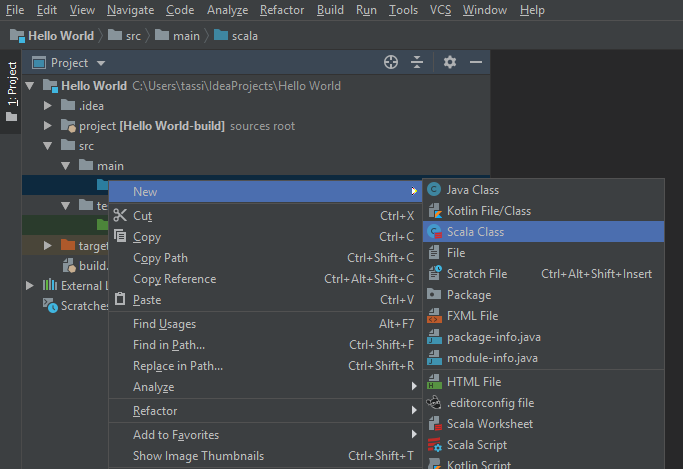 File Edit View Navigate Code Analyze Refactor Build Run Tools VCS Window Help
Hello World src main scala
1: Project
Project
Hello World C:\Users\tassi\IdeaProjects\Hello World
.idea
project [Hello World-build] sources root
src
main
te
target
build.
External L
Scratches
New
Cut Ctrl+X
Copy Ctrl+C
Copy Path Ctrl+Shift+C
Copy Reference Ctrl+Alt+Shift+C
Paste Ctrl+V
Find Usages Alt+F7
Find in Path... Ctrl+Shift+F
Replace in Path... Ctrl+Shift+R
Analyze
Refactor
Add to Favorites
Show Image Thumbnails Ctrl+Shift+T
Java Class
Kotlin File/Class
Scala Class
File
Scratch File Ctrl+Alt+Shift+Insert
Package
FXML File
package-info.java
module-info.java
HTML File
.editorconfig file
Scala Worksheet
Scala Script
Kotlin Script